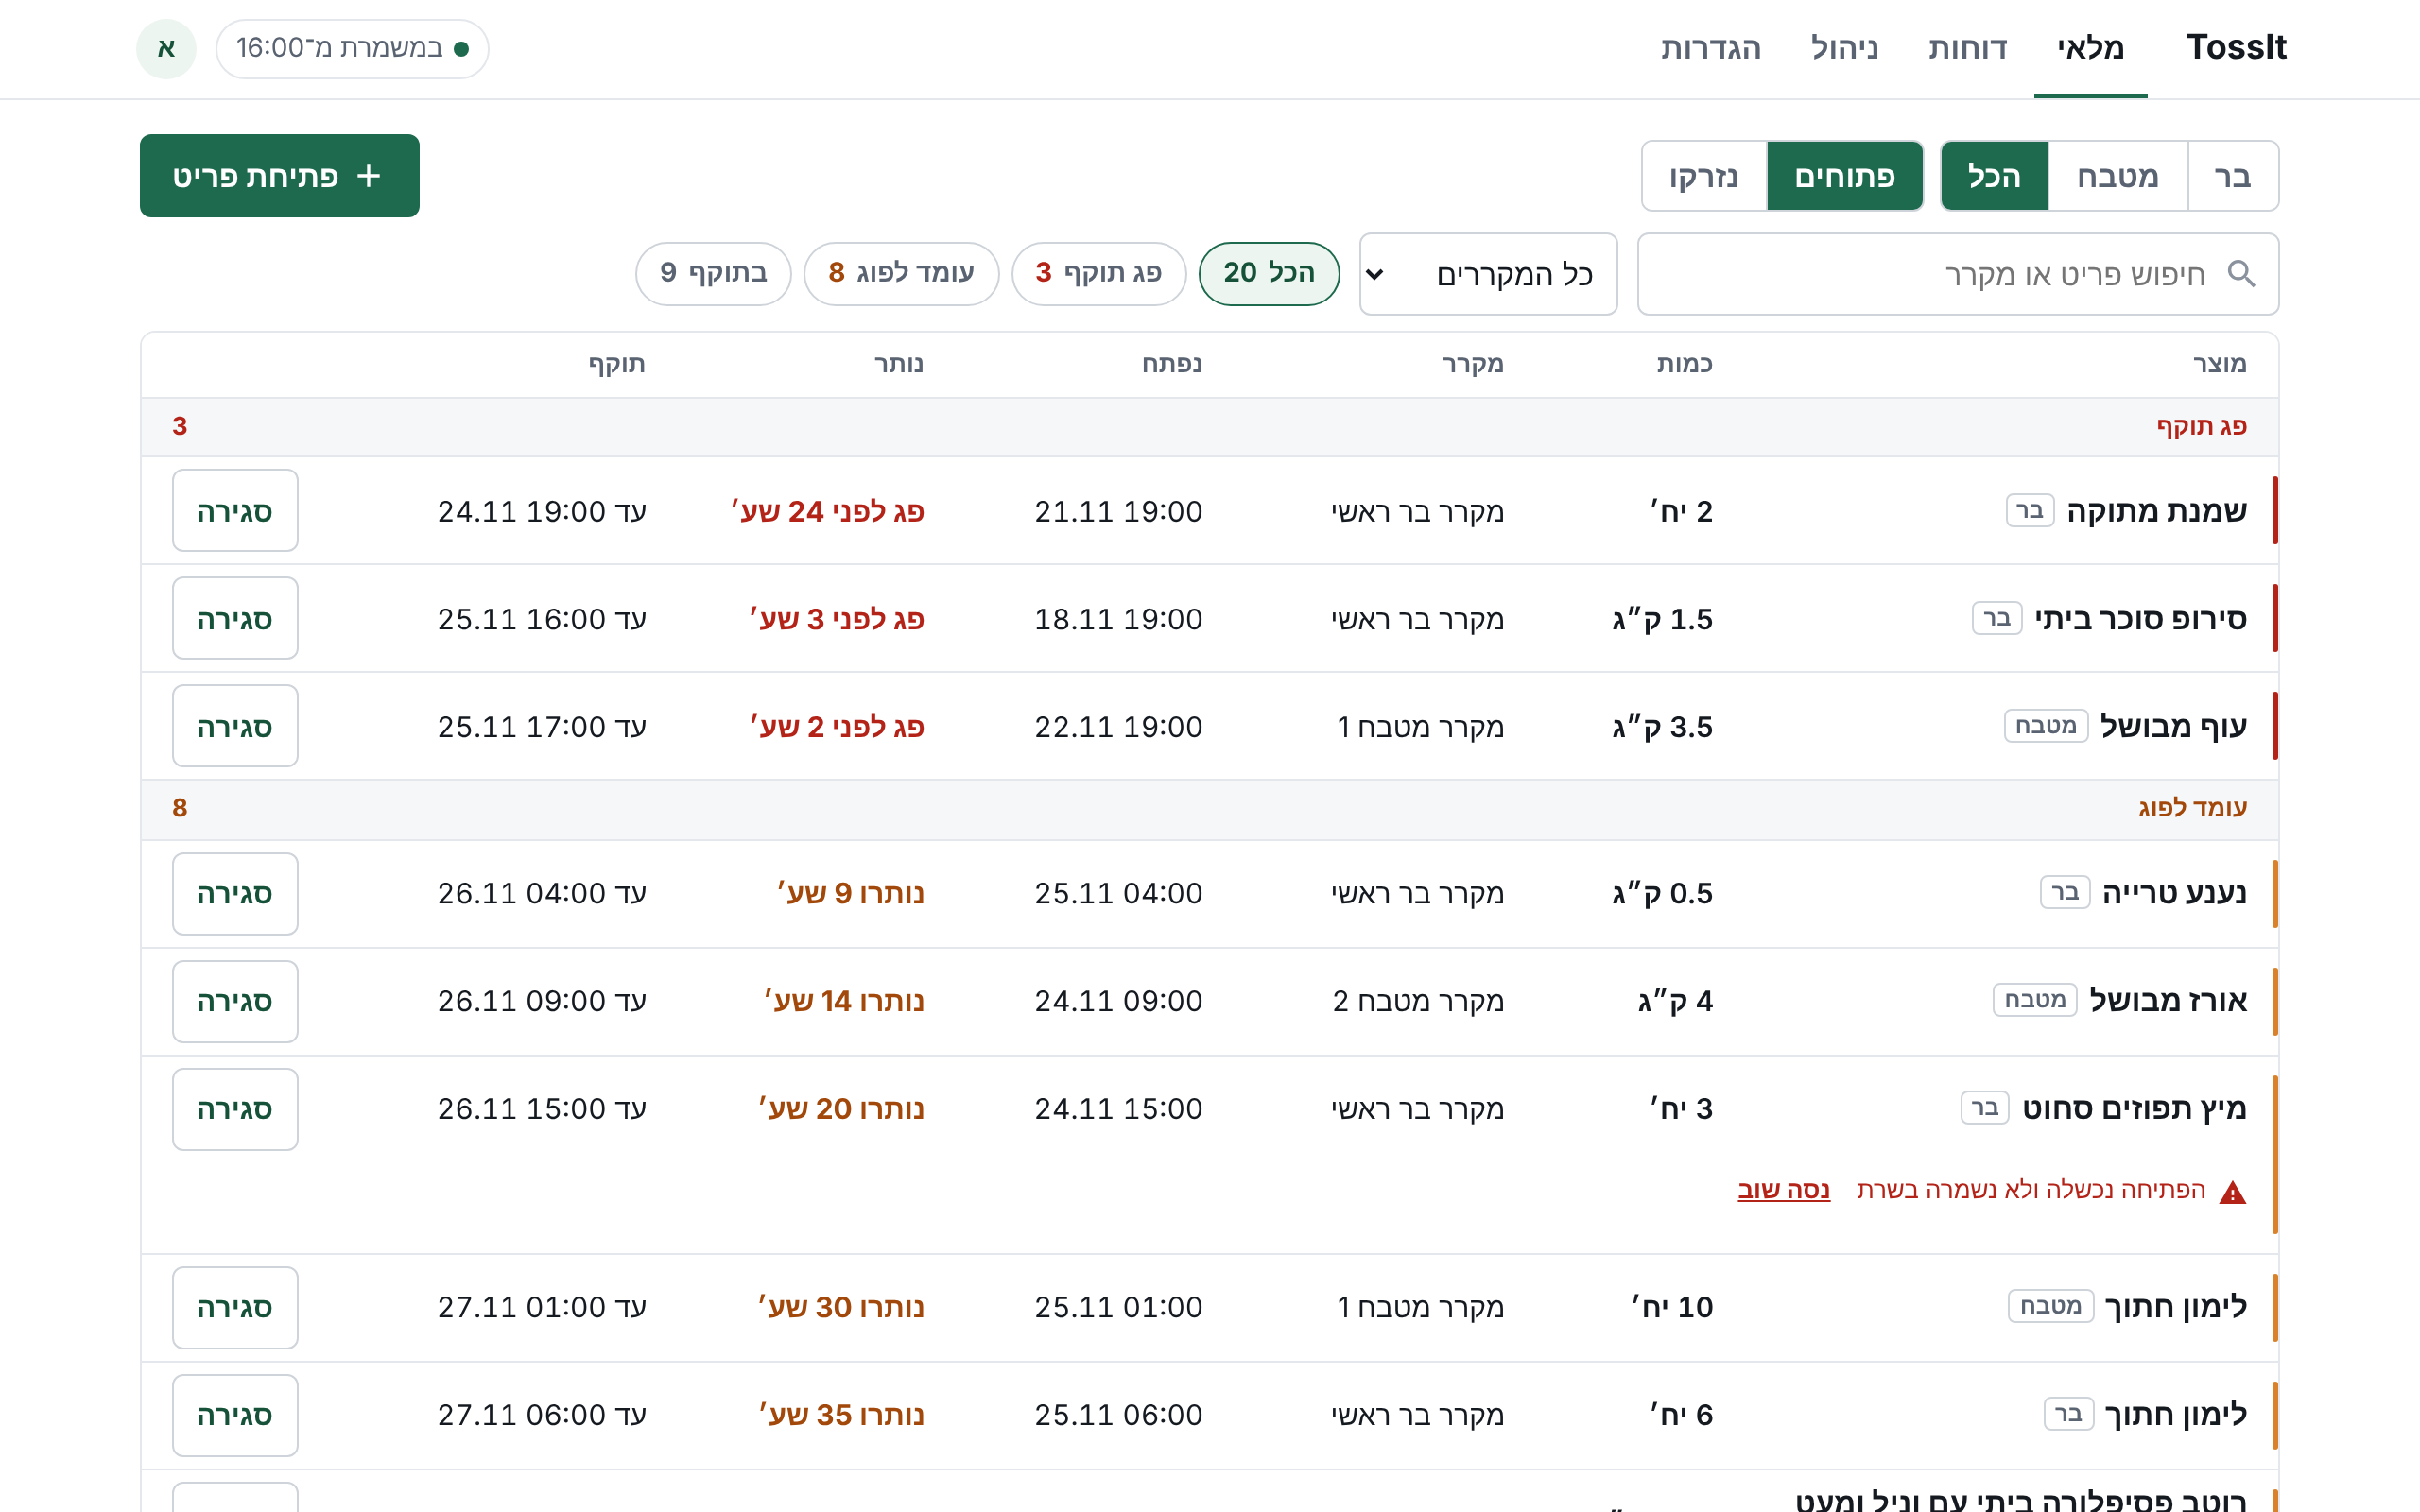 TossIt מלאי דוחות ניהול הגדרות במשמרת מ־16:00 א
בר מטבח הכל פתוחים נזרקו + פתיחת פריט
חיפוש פריט או מקרר כל המקררים הכל 20 פג תוקף 3 עומד לפוג 8 בתוקף 9
מוצר כמות מקרר נפתח נותר תוקף
פג תוקף 3
שמנת מתוקה בר 2 יח׳ מקרר בר ראשי 21.11 19:00 פג לפני 24 שע׳ עד 24.11 19:00 סגירה
סירופ סוכר ביתי בר 1.5 ק״ג מקרר בר ראשי 18.11 19:00 פג לפני 3 שע׳ עד 25.11 16:00 סגירה
עוף מבושל מטבח 3.5 ק״ג מקרר מטבח 1 22.11 19:00 פג לפני 2 שע׳ עד 25.11 17:00 סגירה
עומד לפוג 8
נענע טרייה בר 0.5 ק״ג מקרר בר ראשי 25.11 04:00 נותרו 9 שע׳ עד 26.11 04:00 סגירה
אורז מבושל מטבח 4 ק״ג מקרר מטבח 2 24.11 09:00 נותרו 14 שע׳ עד 26.11 09:00 סגירה
מיץ תפוזים סחוט בר 3 יח׳ מקרר בר ראשי 24.11 15:00 נותרו 20 שע׳ עד 26.11 15:00 סגירה
הפתיחה נכשלה ולא נשמרה בשרת נסה שוב
לימון חתוך מטבח 10 יח׳ מקרר מטבח 1 25.11 01:00 נותרו 30 שע׳ עד 27.11 01:00 סגירה
לימון חתוך בר 6 יח׳ מקרר בר ראשי 25.11 06:00 נותרו 35 שע׳ עד 27.11 06:00 סגירה
רוטב פסיפלורה ביתי עם וניל ומעט